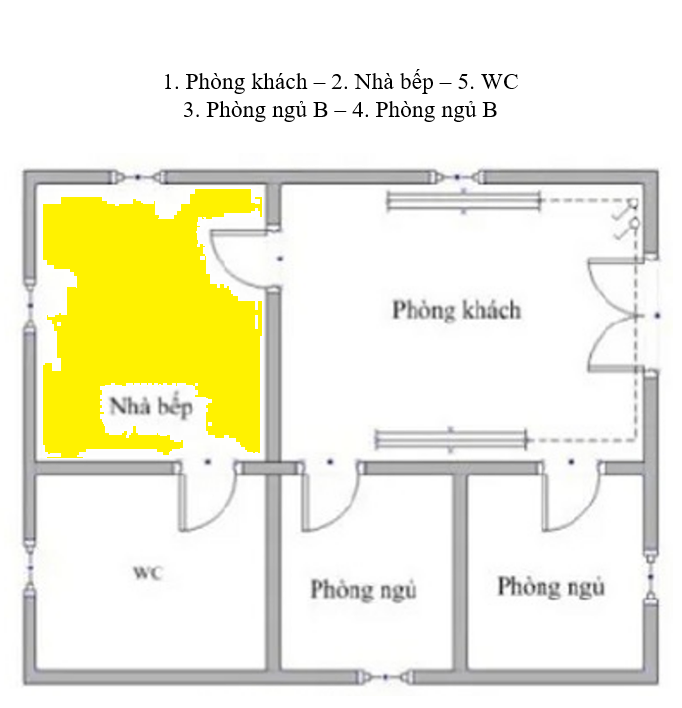 1. Phòng khách – 2. Nhà bếp – 5. WC
3. Phòng ngủ B – 4. Phòng ngủ B
Phòng khách
Nhà bếp
WC
Phòng ngủ
Phòng ngủ